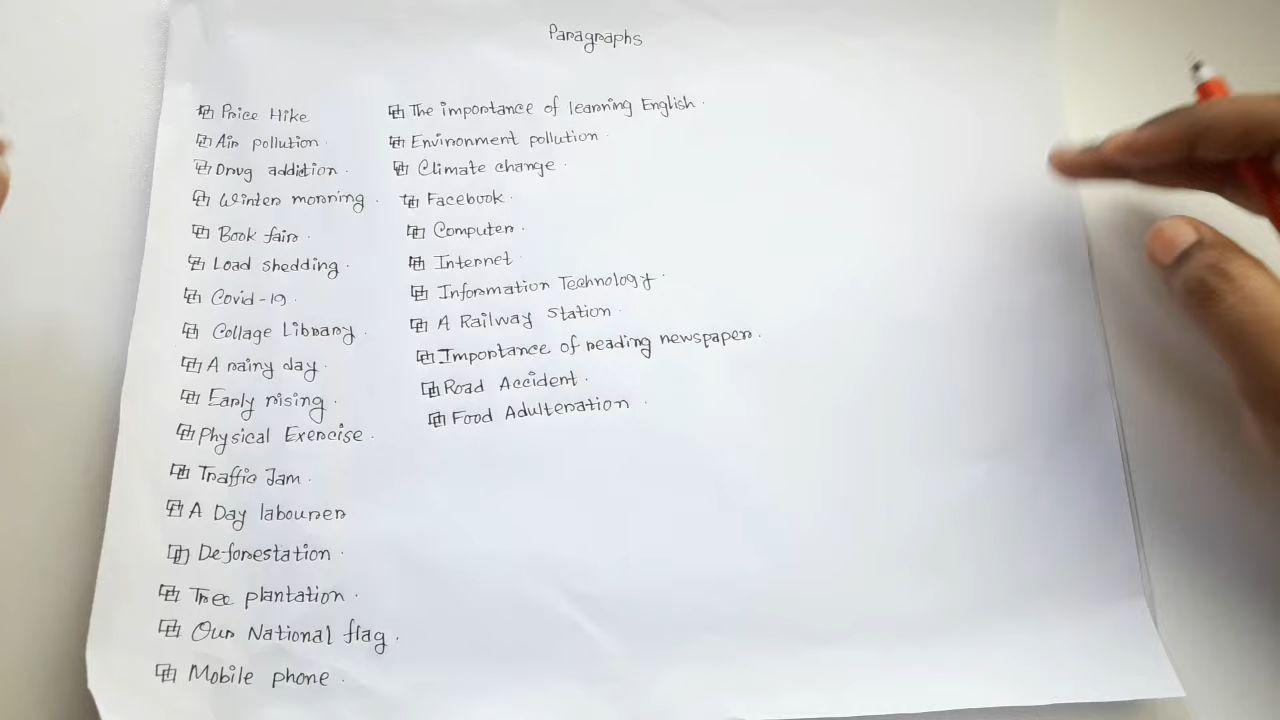 Paragraphs
Price Hike
Air pollution.
Drug addiction.
Winter morning.
Book fair.
Load shedding.
Covid-19.
Collage Library.
A rainy day.
Early rising.
Physical Exercise.
Traffic Jam.
A Day labourer
Deforestation.
Tree plantation.
Our National flag.
Mobile phone.
The importance of learning English.
Environment pollution.
Climate change.
Facebook.
Computer.
Internet.
Information Technology.
A Railway Station.
Importance of reading newspaper.
Road Accident.
Food Adulteration.